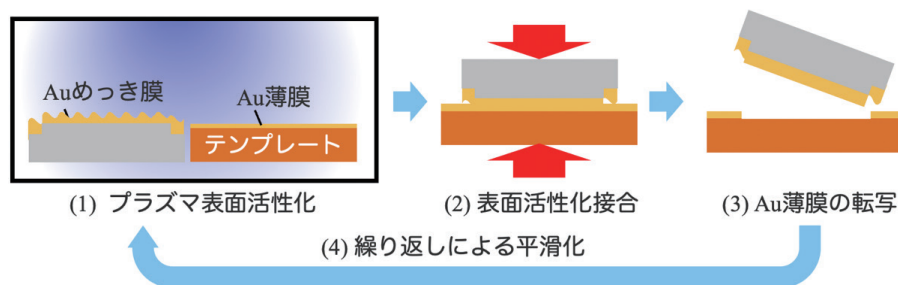 Auめっき膜
Au薄膜
テンプレート
(1) プラズマ表面活性化
(2) 表面活性化接合
(3) Au薄膜の転写
(4) 繰り返しによる平滑化